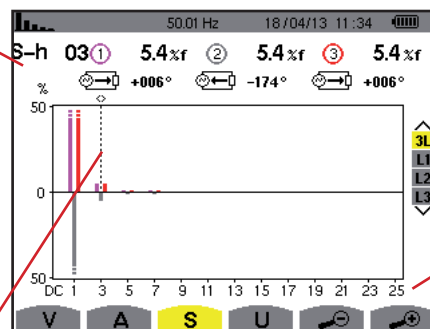 50.01 Hz 18/04/13 11:34
S-h 03 1 5.4 %f 2 5.4 %f 3 5.4 %f
+006° -174° +006°
%
50
0
50
3L
L1
L2
L3
DC 1 3 5 7 9 11 13 15 17 19 21 23 25
V A S U